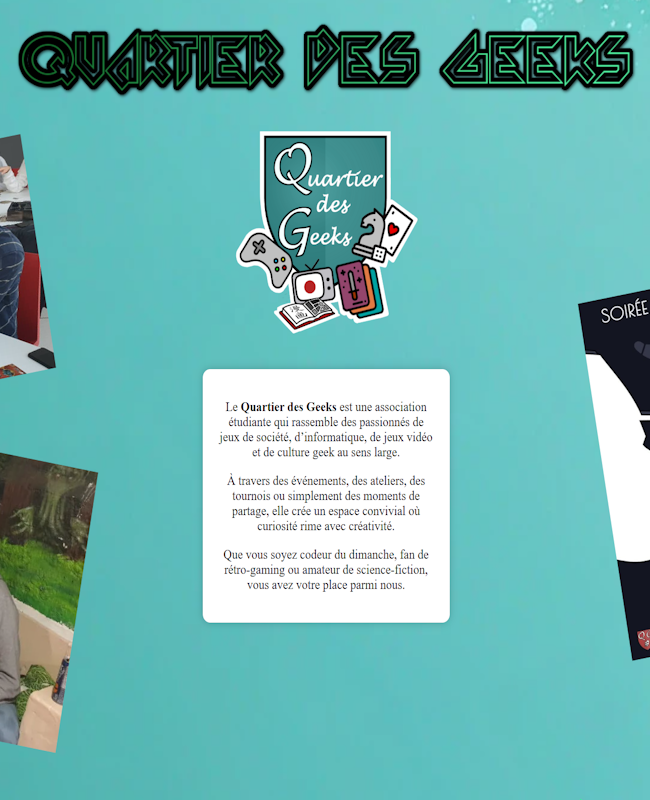 QUARTIER DES GEEKS
Quartier
des
Geeks
SOIRÉE
Le Quartier des Geeks est une association
étudiante qui rassemble des passionnés de
jeux de société, d’informatique, de jeux vidéo
et de culture geek au sens large.
À travers des événements, des ateliers, des
tournois ou simplement des moments de
partage, elle crée un espace convivial où
curiosité rime avec créativité.
Que vous soyez codeur du dimanche, fan de
rétro-gaming ou amateur de science-fiction,
vous avez votre place parmi nous.